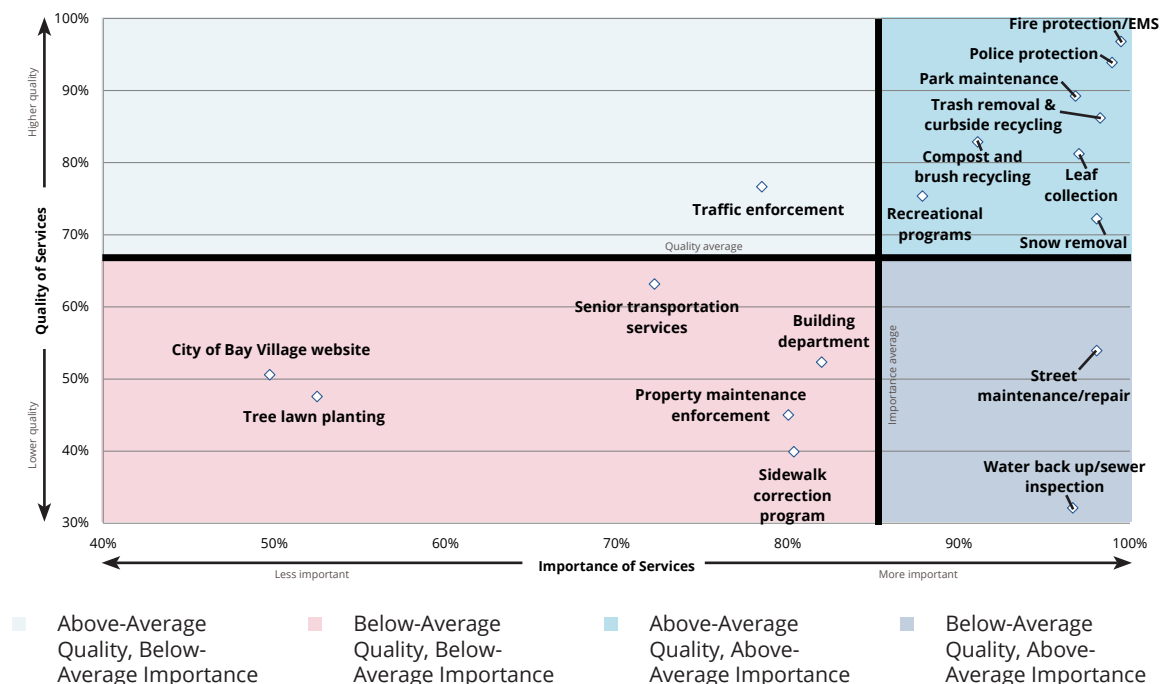 100%
90%
80%
70%
60%
50%
40%
30%
Higher quality
Quality of Services
Lower quality
Fire protection/EMS
Police protection
Park maintenance
Trash removal &
curbside recycling
Compost and
brush recycling
Leaf
collection
Traffic enforcement
Recreational
programs
Snow removal
Quality average
Senior transportation
services
Building
department
Importance average
City of Bay Village website
Tree lawn planting
Property maintenance
enforcement
Street
maintenance/repair
Sidewalk
correction
program
Water back up/sewer
inspection
40%
50%
60%
70%
80%
90%
100%
Less important
Importance of Services
More important
Above-Average
Quality, Below-
Average Importance
Below-Average
Quality, Below-
Average Importance
Above-Average
Quality, Above-
Average Importance
Below-Average
Quality, Above-
Average Importance